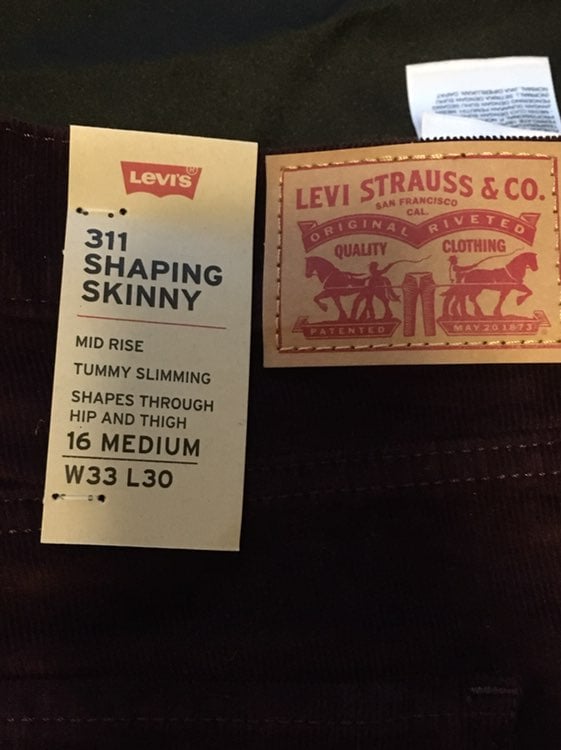 Levi's®
311
SHAPING
SKINNY
MID RISE
TUMMY SLIMMING
SHAPES THROUGH
HIP AND THIGH
16 MEDIUM
W33 L30
LEVI STRAUSS & CO.
SAN FRANCISCO
CAL.
ORIGINAL RIVETED
QUALITY CLOTHING
PATENTED MAY 20 1873